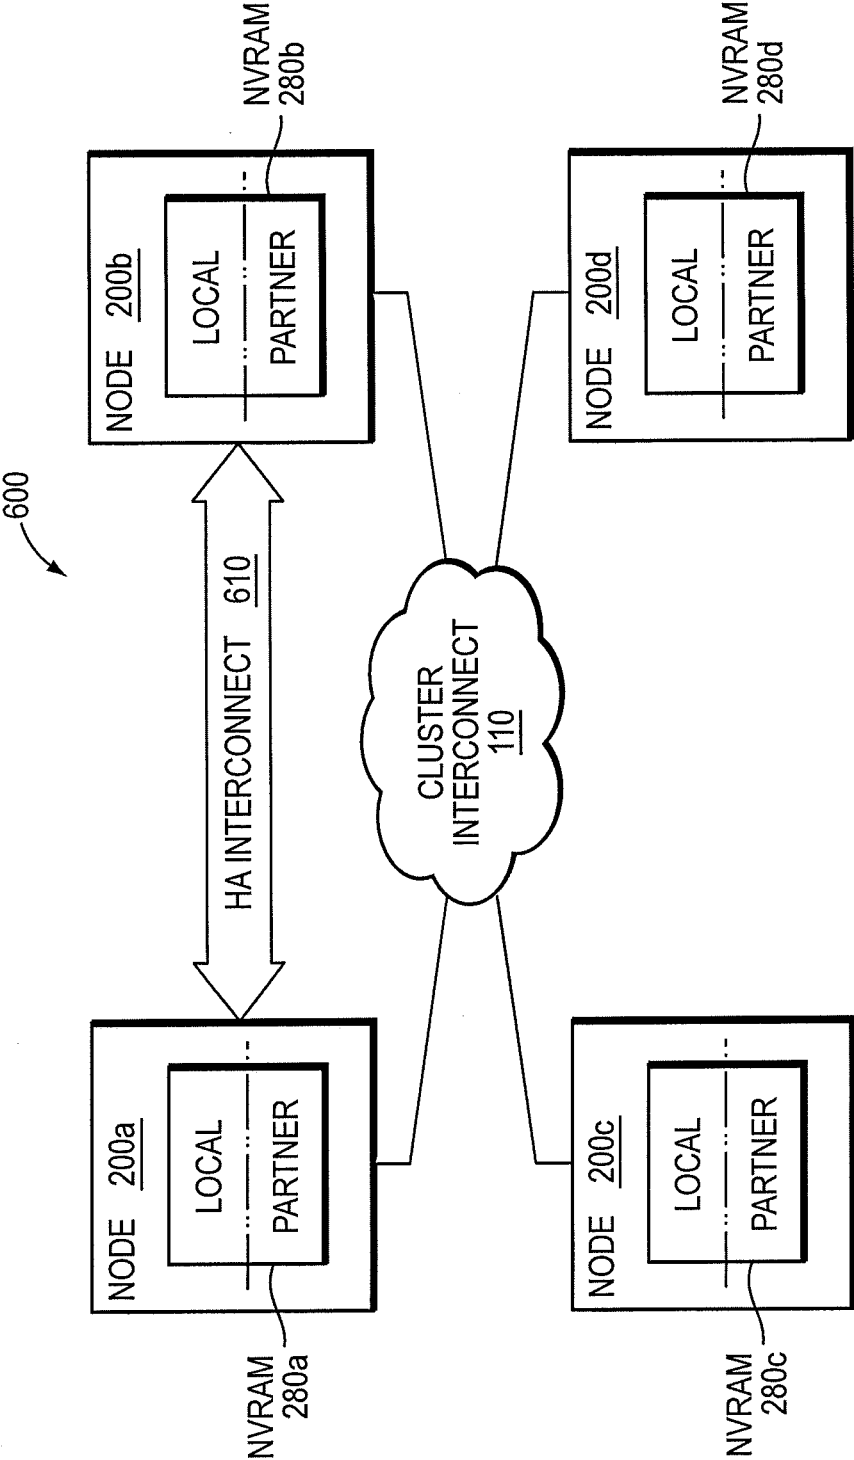 600
NODE 200a
LOCAL
PARTNER
NVRAM
280a
HA INTERCONNECT 610
NODE 200b
LOCAL
PARTNER
NVRAM
280b
CLUSTER
INTERCONNECT
110
NODE 200c
LOCAL
PARTNER
NVRAM
280c
NODE 200d
LOCAL
PARTNER
NVRAM
280d